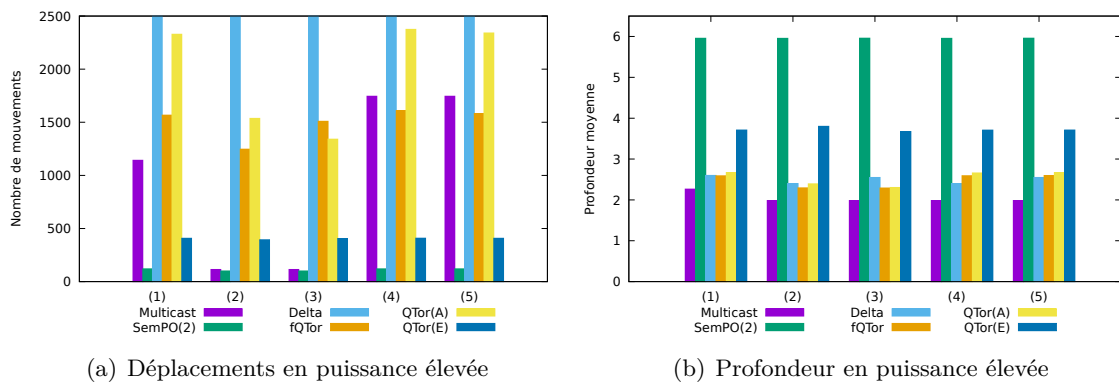 2500
2000
1500
1000
500
0
Nombre de mouvements
(1) (2) (3) (4) (5)
Multicast Delta QTor(A)
SemPO(2) fQTor QTor(E)
(a) Déplacements en puissance élevée
6
5
4
3
2
1
0
Profondeur moyenne
(1) (2) (3) (4) (5)
Multicast Delta QTor(A)
SemPO(2) fQTor QTor(E)
(b) Profondeur en puissance élevée